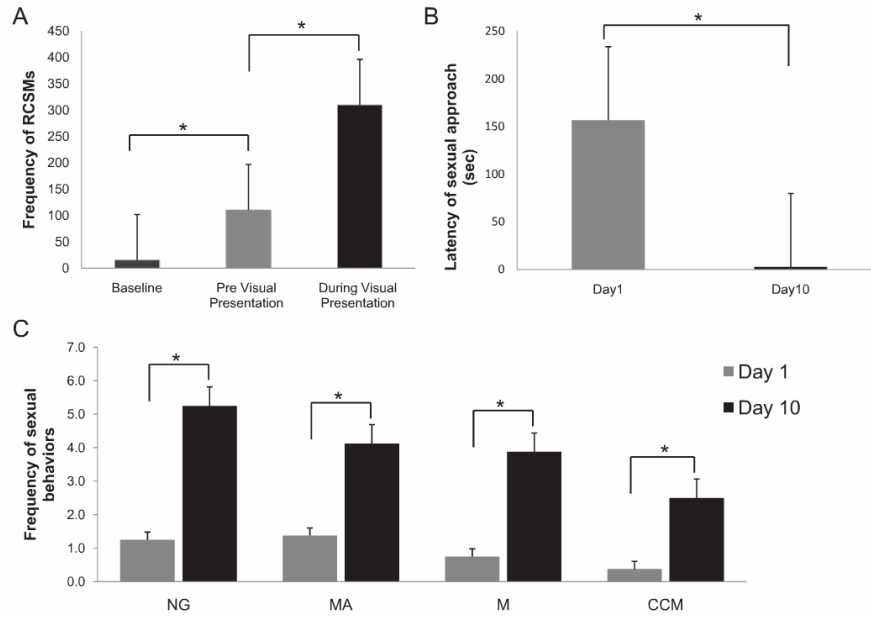 A
Frequency of RCSMs
450
400
350
300
250
200
150
100
50
0
*
*
Baseline
Pre Visual
Presentation
During Visual
Presentation
B
Latency of sexual approach
(sec)
250
200
150
100
50
0
*
Day1
Day10
C
Frequency of sexual
behaviors
7.0
6.0
5.0
4.0
3.0
2.0
1.0
0.0
*
*
*
*
NG
MA
M
CCM
Day 1
Day 10